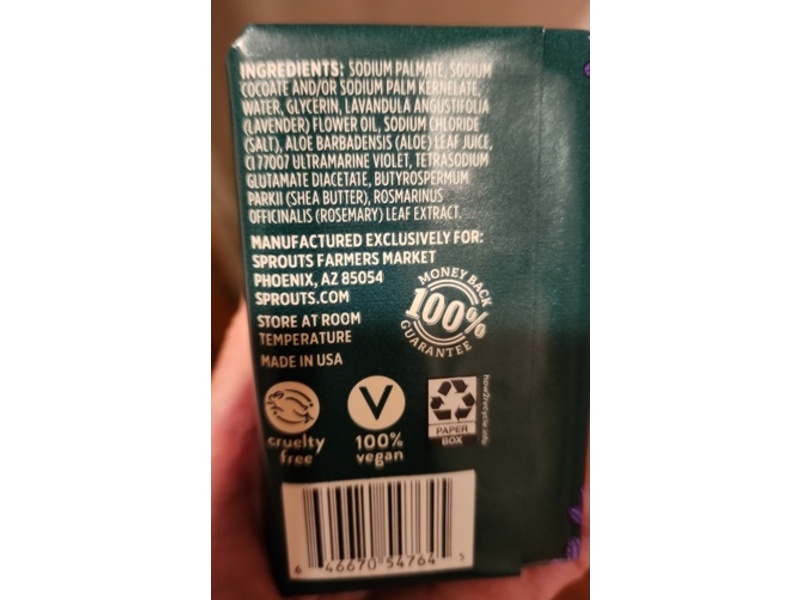 INGREDIENTS: SODIUM PALMATE, SODIUM
COCOATE AND/OR SODIUM PALM KERNELATE,
WATER, GLYCERIN, LAVANDULA ANGUSTIFOLIA
(LAVENDER) FLOWER OIL, SODIUM CHLORIDE
(SALT), ALOE BARBADENSIS (ALOE) LEAF JUICE,
CI 77007 ULTRAMARINE VIOLET, TETRASODIUM
GLUTAMATE DIACETATE, BUTYROSPERMUM
PARKII (SHEA BUTTER), ROSMARINUS
OFFICINALIS (ROSEMARY) LEAF EXTRACT.
MANUFACTURED EXCLUSIVELY FOR:
SPROUTS FARMERS MARKET
PHOENIX, AZ 85054
SPROUTS.COM
STORE AT ROOM
TEMPERATURE
MADE IN USA
MONEY BACK
100%
GUARANTEE
cruelty
free
V
100%
vegan
PAPER
BOX
how2recycle.info
6 46670 54764 5